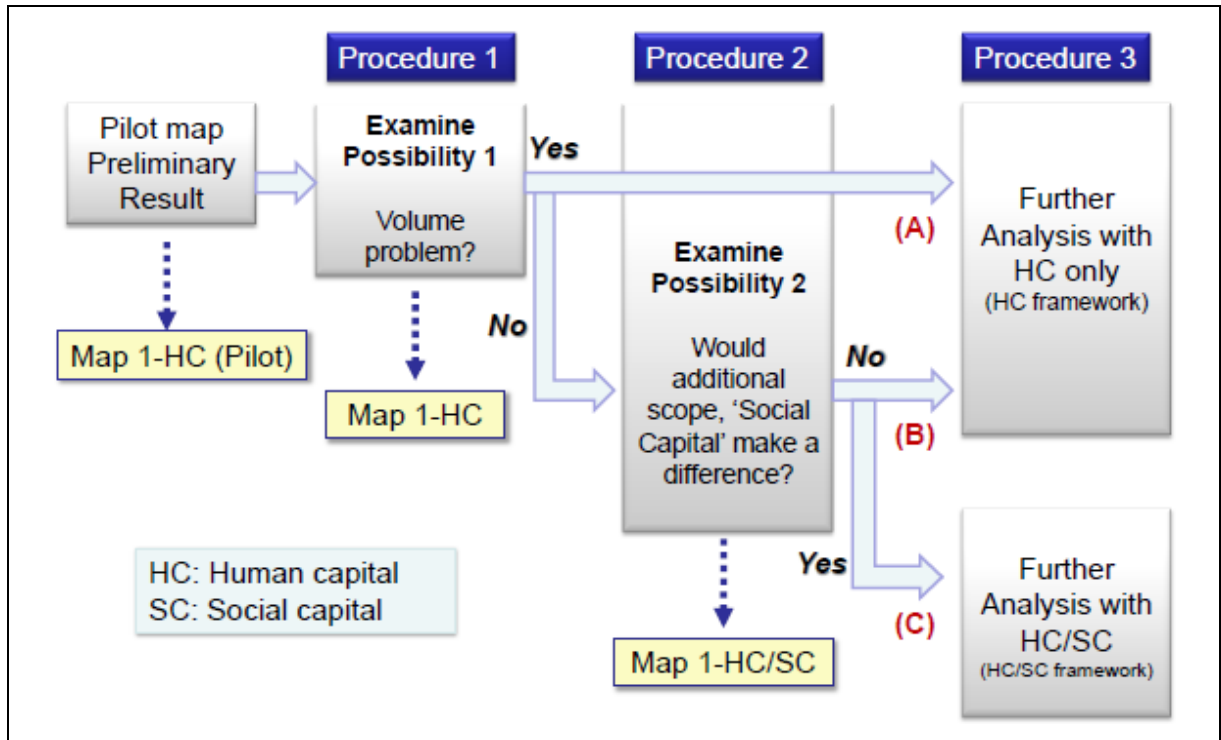 Procedure 1
Procedure 2
Procedure 3
Pilot map
Preliminary
Result
Examine
Possibility 1
Volume
problem?
Yes
No
Examine
Possibility 2
Would
additional
scope, ‘Social
Capital’ make a
difference?
(A)
Further
Analysis with
HC only
(HC framework)
No
(B)
Yes
(C)
Further
Analysis with
HC/SC
(HC/SC framework)
Map 1-HC (Pilot)
Map 1-HC
Map 1-HC/SC
HC: Human capital
SC: Social capital